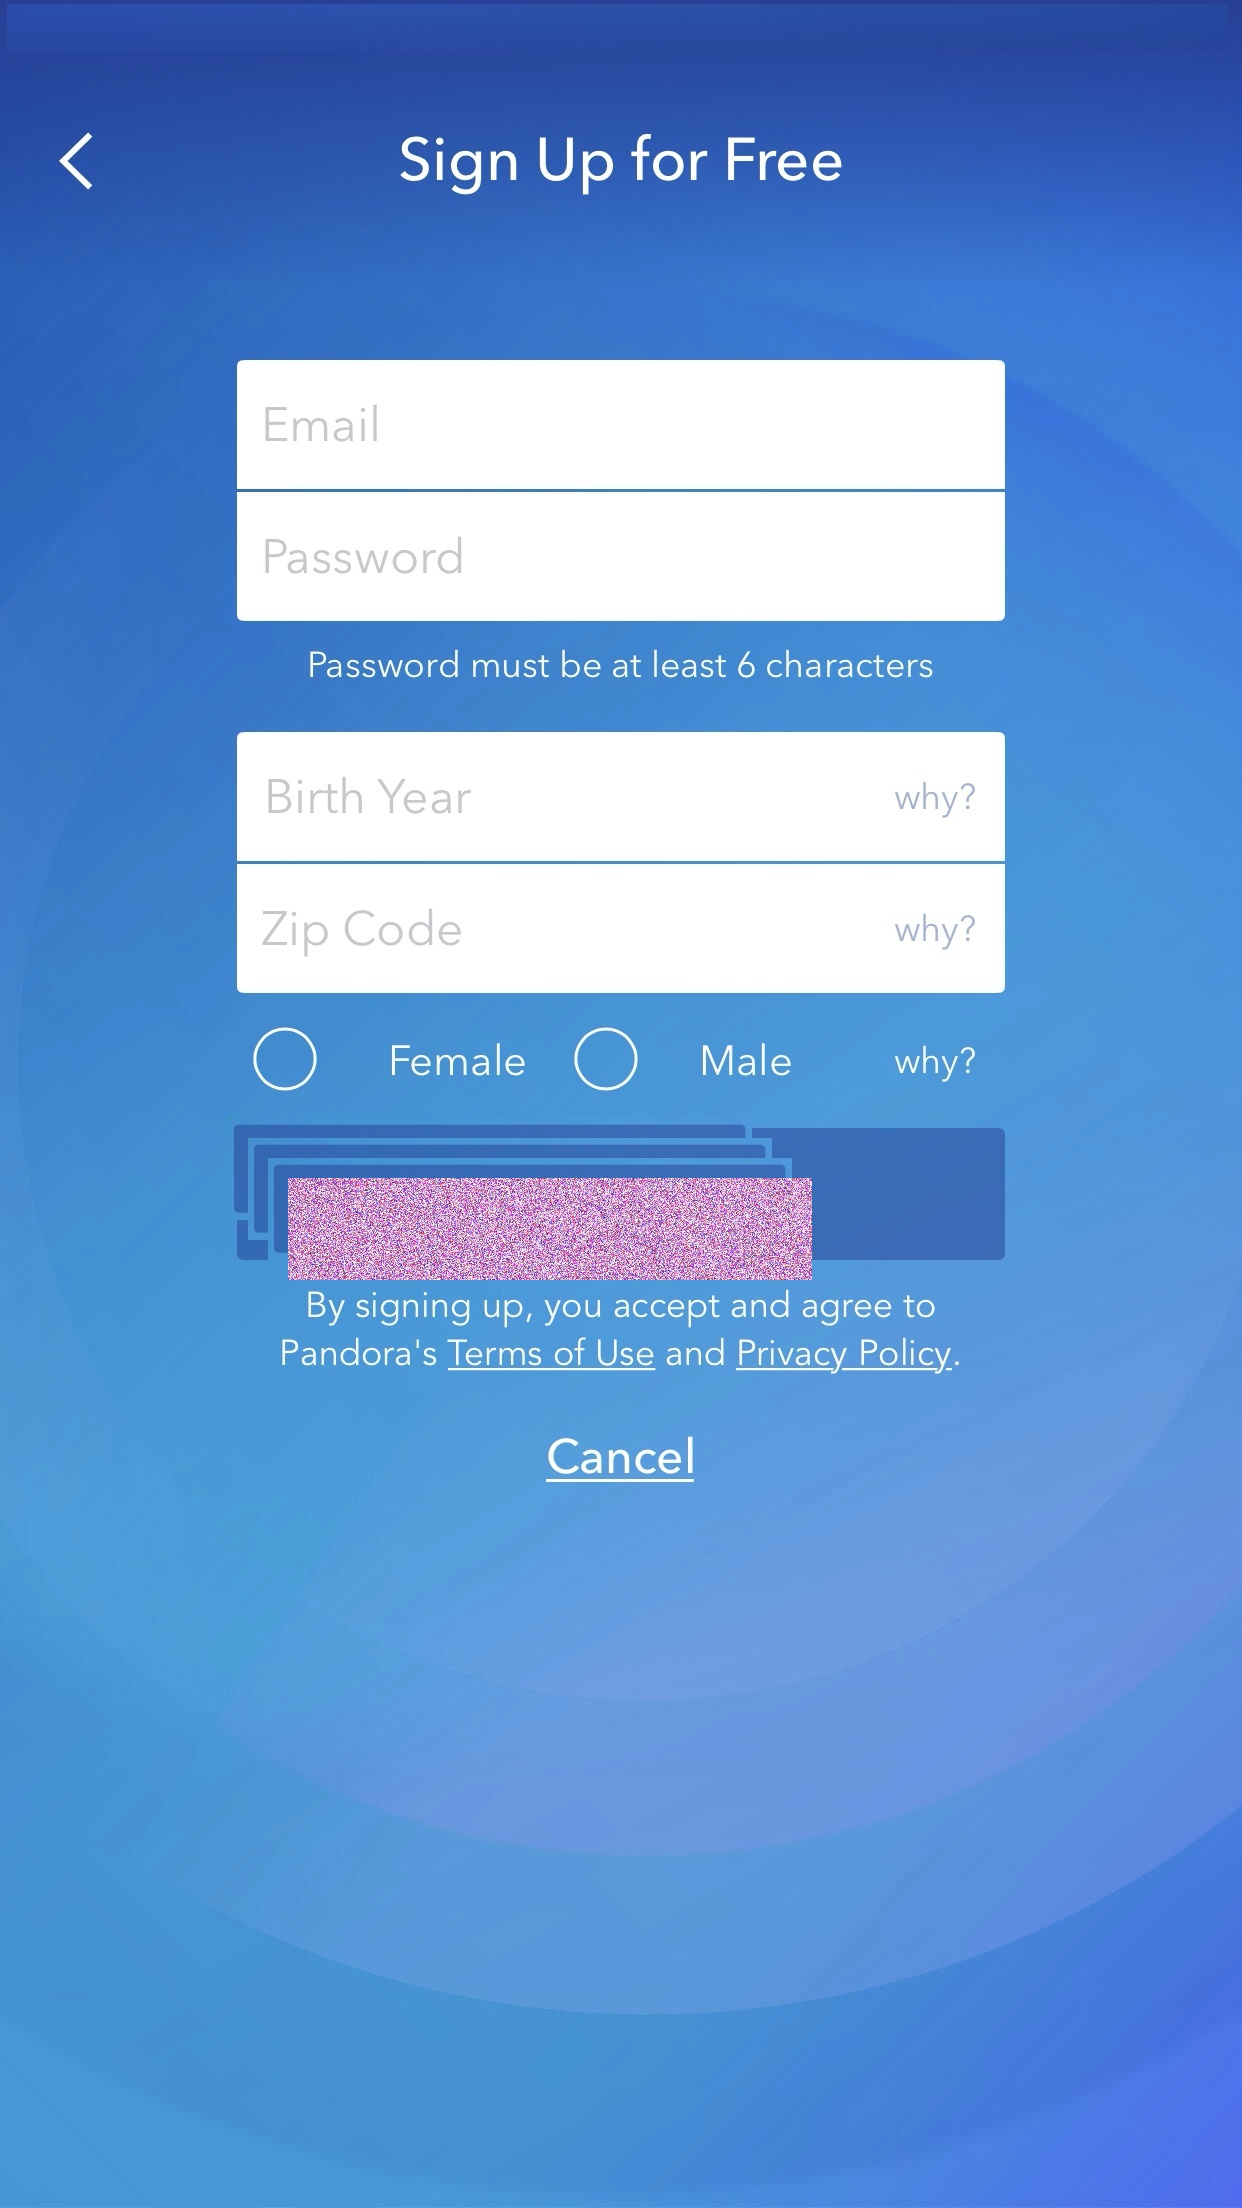 Sign Up for Free
Email
Password
Password must be at least 6 characters
Birth Year why?
Zip Code why?
Female Male why?
By signing up, you accept and agree to
Pandora's Terms of Use and Privacy Policy.
Cancel